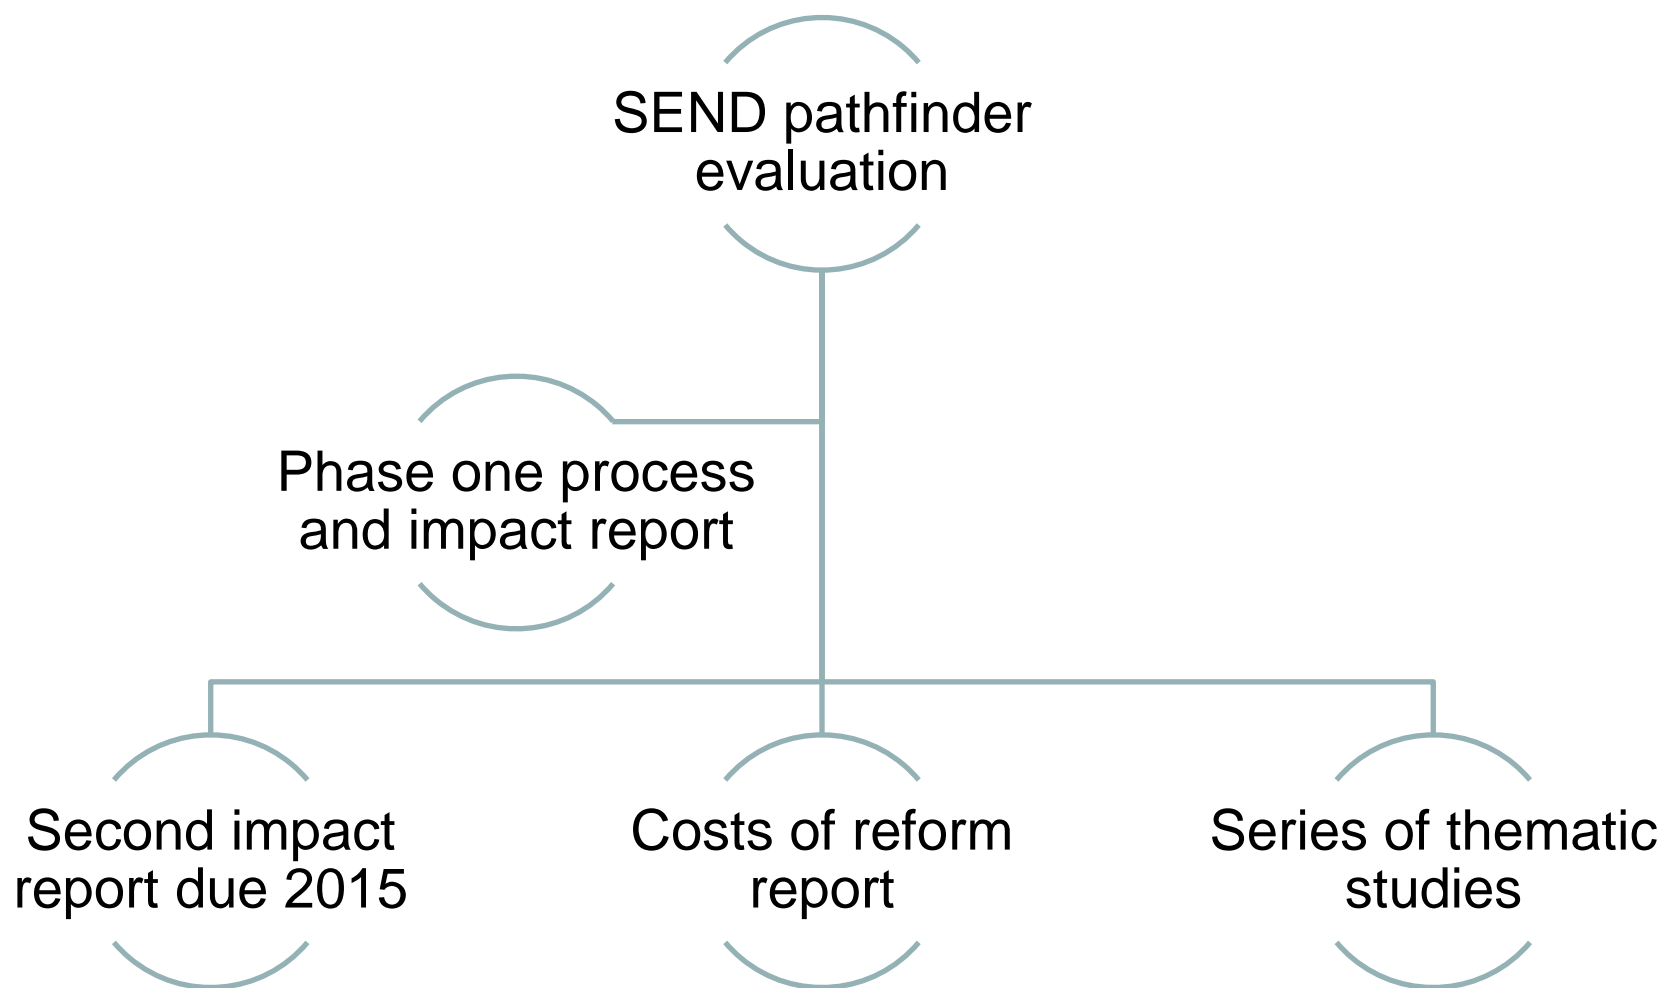 SEND pathfinder
evaluation
Phase one process
and impact report
Second impact
report due 2015
Costs of reform
report
Series of thematic
studies